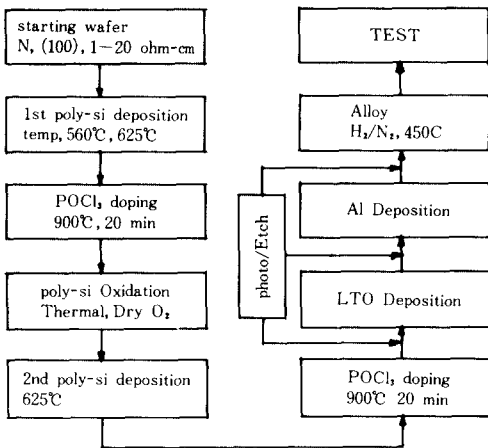 starting wafer
N, (100), 1-20 ohm-cm
1st poly-si deposition
temp, 560℃, 625℃
POCl₃ doping
900℃, 20 min
poly-si Oxidation
Thermal, Dry O₂
2nd poly-si deposition
625℃
POCl₃ doping
900℃ 20 min
LTO Deposition
Al Deposition
photo/Etch
Alloy
H₂/N₂, 450C
TEST